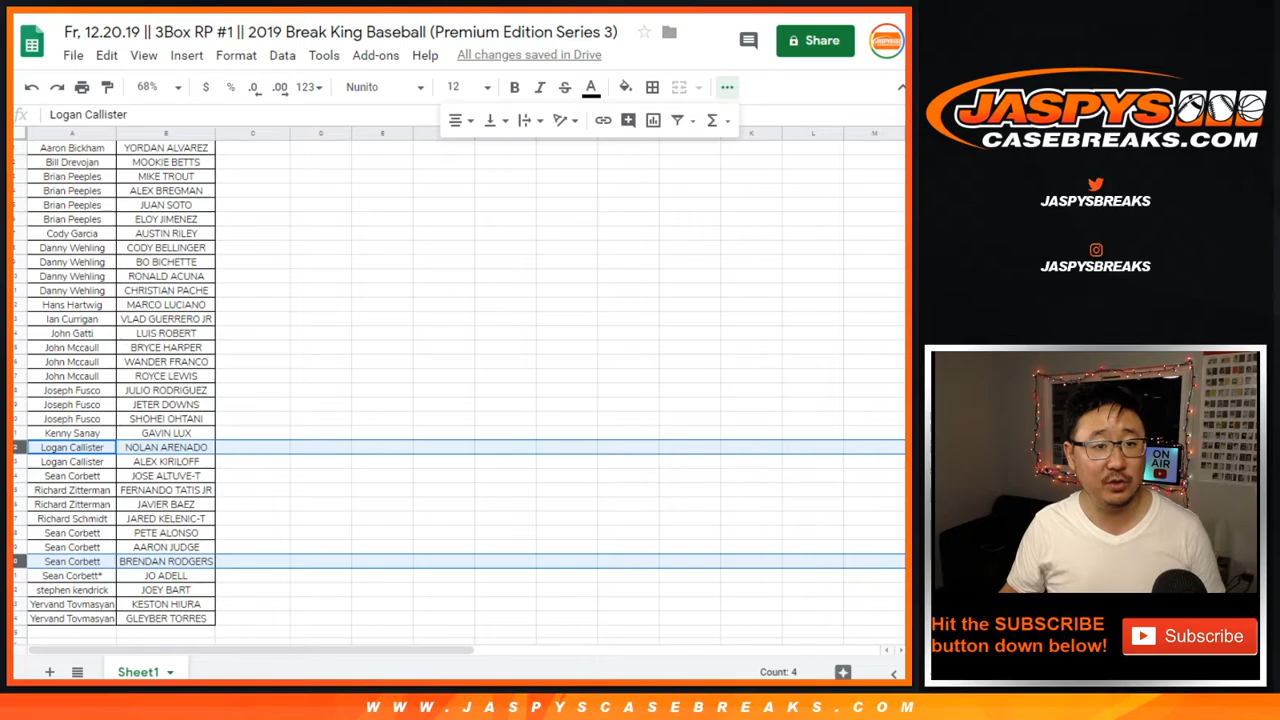 Fr, 12.20.19 || 3Box RP #1 || 2019 Break King Baseball (Premium Edition Series 3)
File Edit View Insert Format Data Tools Add-ons Help All changes saved in Drive
Share
68% $ % .0 .00 123 Nunito 12 B I S A
fx Logan Callister
A B C D E K L M
Aaron Bickham YORDAN ALVAREZ
Bill Drevojan MOOKIE BETTS
Brian Peeples MIKE TROUT
Brian Peeples ALEX BREGMAN
Brian Peeples JUAN SOTO
Brian Peeples ELOY JIMENEZ
Cody Garcia AUSTIN RILEY
Danny Wehling CODY BELLINGER
Danny Wehling BO BICHETTE
Danny Wehling RONALD ACUNA
Danny Wehling CHRISTIAN PACHE
Hans Hartwig MARCO LUCIANO
Ian Currigan VLAD GUERRERO JR
John Gatti LUIS ROBERT
John Mccaull BRYCE HARPER
John Mccaull WANDER FRANCO
John Mccaull ROYCE LEWIS
Joseph Fusco JULIO RODRIGUEZ
Joseph Fusco JETER DOWNS
Joseph Fusco SHOHEI OHTANI
Kenny Sanay GAVIN LUX
Logan Callister NOLAN ARENADO
Logan Callister ALEX KIRILOFF
Sean Corbett JOSE ALTUVE-T
Richard Zitterman FERNANDO TATIS JR
Richard Zitterman JAVIER BAEZ
Richard Schmidt JARED KELENIC-T
Sean Corbett PETE ALONSO
Sean Corbett AARON JUDGE
Sean Corbett BRENDAN RODGERS
Sean Corbett* JO ADELL
stephen kendrick JOEY BART
Yervand Tovmasyan KESTON HIURA
Yervand Tovmasyan GLEYBER TORRES
Sheet1
Count: 4
JASPYS
CASEBREAKS.COM
JASPYSBREAKS
JASPYSBREAKS
ON
AIR
Hit the SUBSCRIBE
button down below!
Subscribe
WWW.JASPYSCASEBREAKS.COM